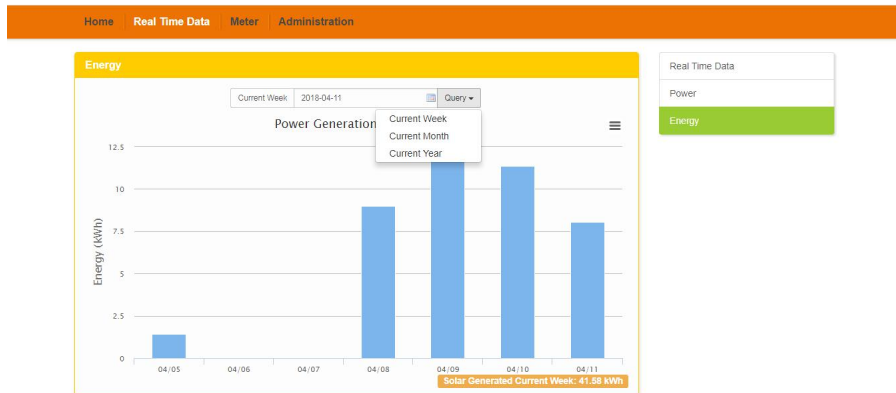 Home Real Time Data Meter Administration
Energy
Current Week 2018-04-11 Query
Current Week
Current Month
Current Year
Power Generation
Energy (kWh)
12.5
10
7.5
5
2.5
0
04/05 04/06 04/07 04/08 04/09 04/10 04/11
Solar Generated Current Week: 41.58 kWh
Real Time Data
Power
Energy